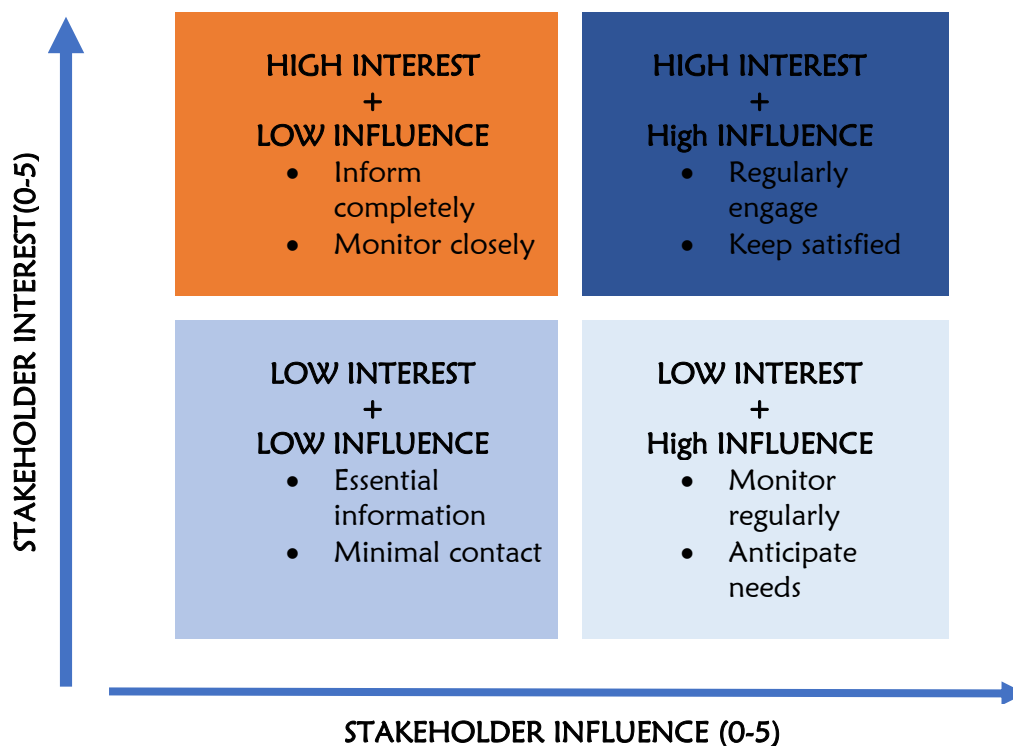 STAKEHOLDER INTEREST(0-5)
HIGH INTEREST
+
LOW INFLUENCE
• Inform
completely
• Monitor closely
HIGH INTEREST
+
High INFLUENCE
• Regularly
engage
• Keep satisfied
LOW INTEREST
+
LOW INFLUENCE
• Essential
information
• Minimal contact
LOW INTEREST
+
High INFLUENCE
• Monitor
regularly
• Anticipate
needs
STAKEHOLDER INFLUENCE (0-5)